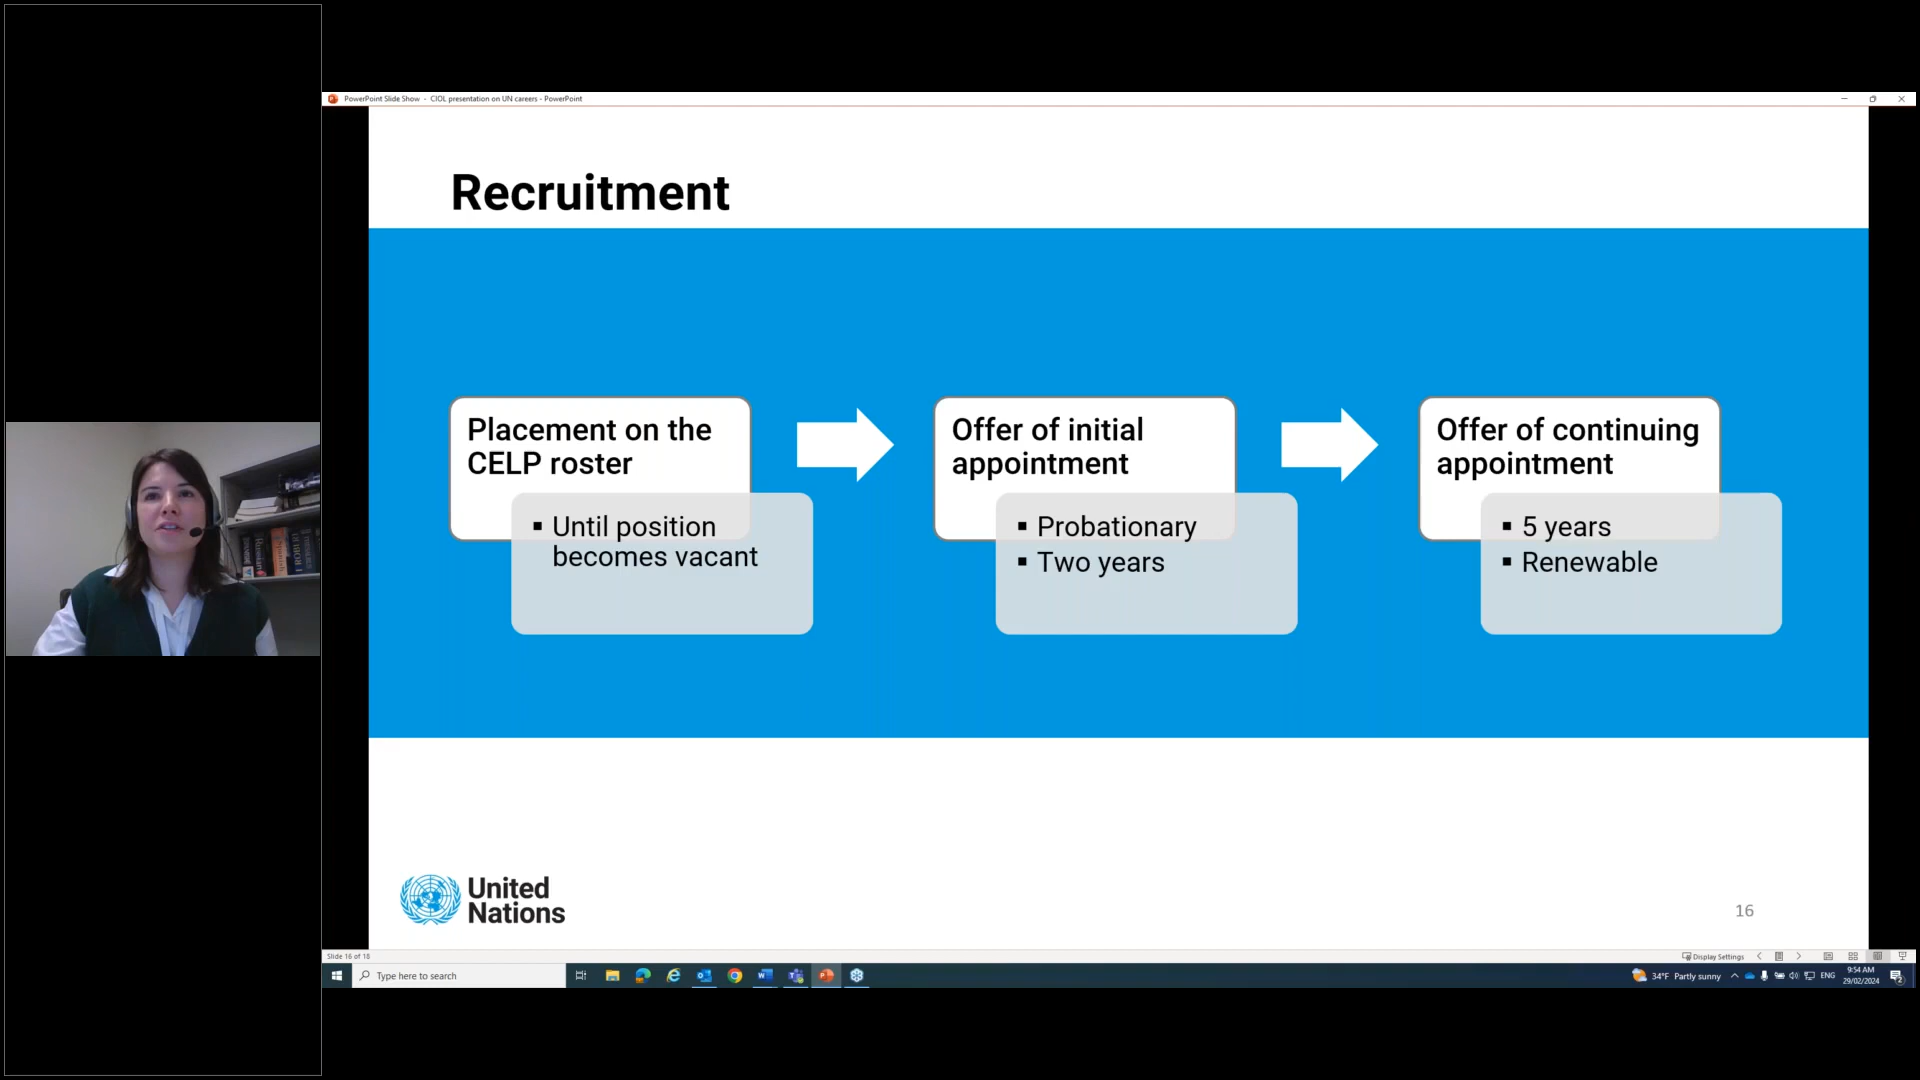 PowerPoint Slide Show - CIOL presentation on UN careers - PowerPoint
Recruitment
Placement on the
CELP roster
▪ Until position
becomes vacant
Offer of initial
appointment
▪ Probationary
▪ Two years
Offer of continuing
appointment
▪ 5 years
▪ Renewable
United
Nations
16
Slide 16 of 18
Display Settings
Type here to search
34°F Partly sunny
ENG
9:54 AM
29/02/2024